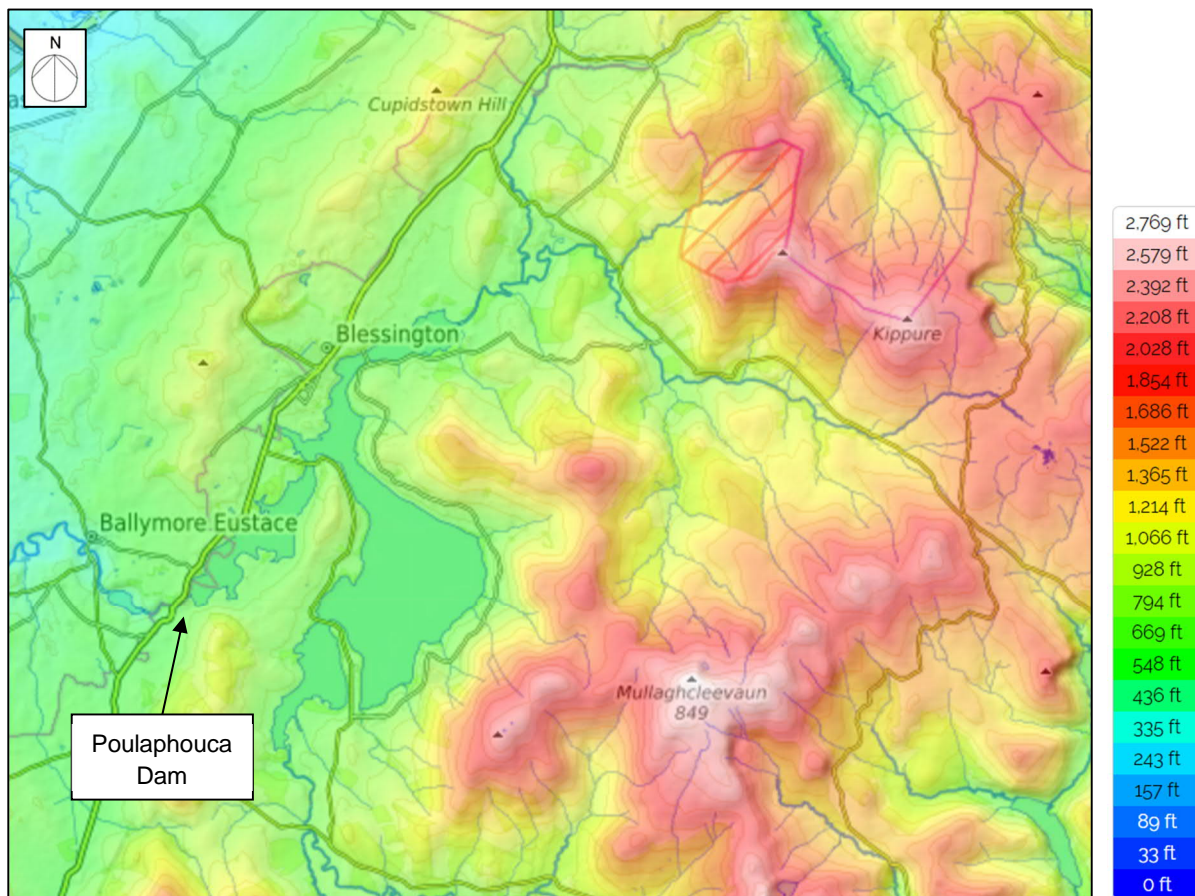 N
as
Cupidstown Hill
Kippure
Blessington
Ballymore Eustace
Mullaghcleevaun
849
Poulaphouca
Dam
2,769 ft
2,579 ft
2,392 ft
2,208 ft
2,028 ft
1,854 ft
1,686 ft
1,522 ft
1,365 ft
1,214 ft
1,066 ft
928 ft
794 ft
669 ft
548 ft
436 ft
335 ft
243 ft
157 ft
89 ft
33 ft
0 ft